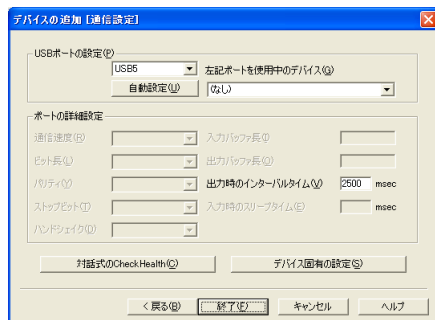 デバイスの追加 [通信設定]
USBポートの設定(P)
USB5
左記ポートを使用中のデバイス(Q)
自動設定(U)
(なし)
ポートの詳細設定
通信速度(R)
入力バッファ長(I)
ビット長(L)
出力バッファ長(O)
パリティ(Y)
出力時のインターバルタイム(V) 2500 msec
ストップビット(T)
入力時のスリープタイム(E) msec
ハンドシェイク(D)
対話式のCheckHealth(C)
デバイス固有の設定(S)
< 戻る(B)
終了(F)
キャンセル
ヘルプ